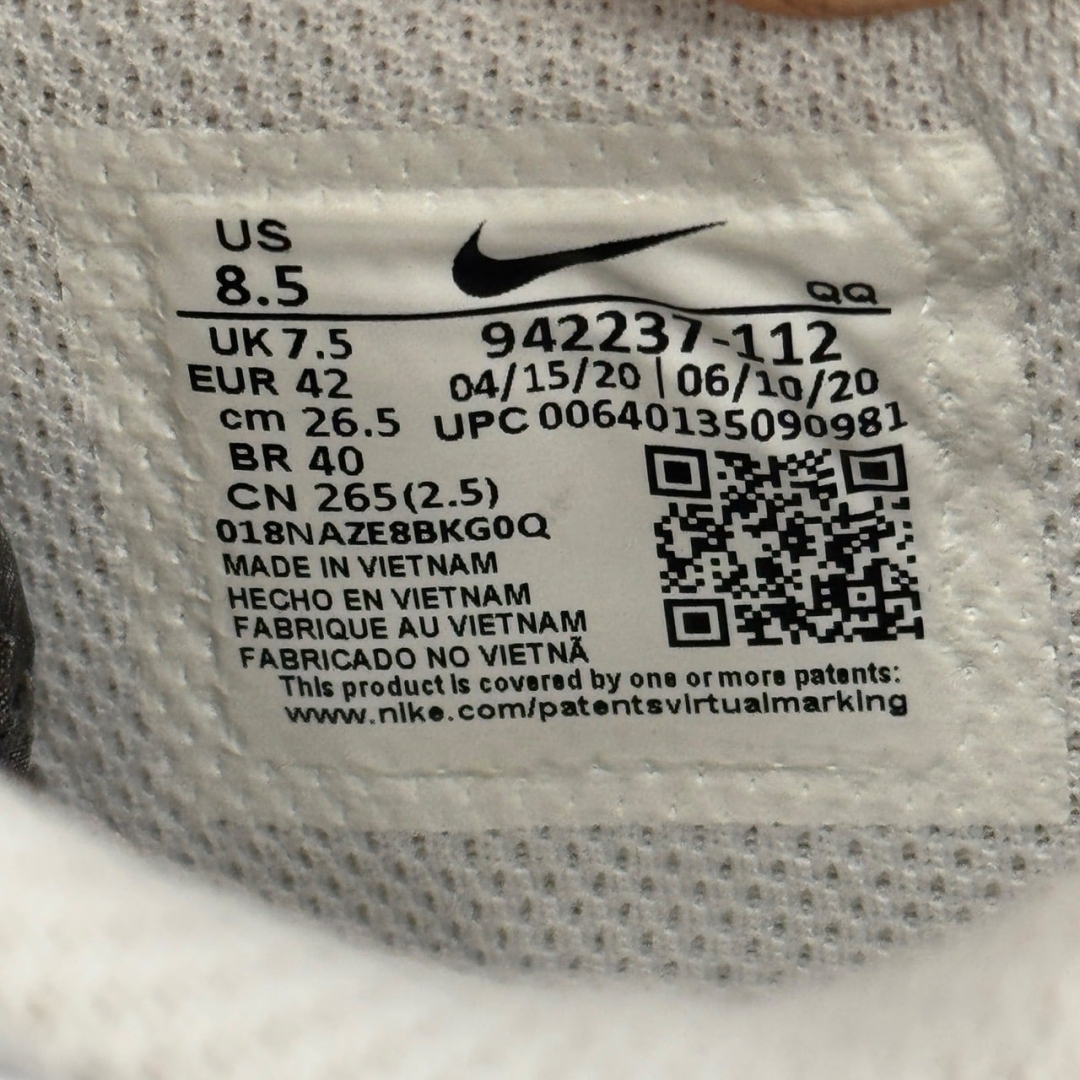 US
8.5
QQ
UK 7.5
942237-112
EUR 42
04/15/20 | 06/10/20
cm 26.5
UPC 00640135090981
BR 40
CN 265(2.5)
018NAZE8BKG0Q
MADE IN VIETNAM
HECHO EN VIETNAM
FABRIQUE AU VIETNAM
FABRICADO NO VIETNÃ
This product is covered by one or more patents:
www.nike.com/patentsvirtualmarking